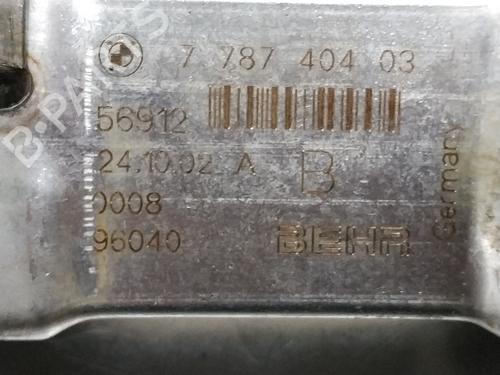 7 787 404 03
56912
24.10.02 A
B
0008
96040
BEHR
Germany
B-PARTS